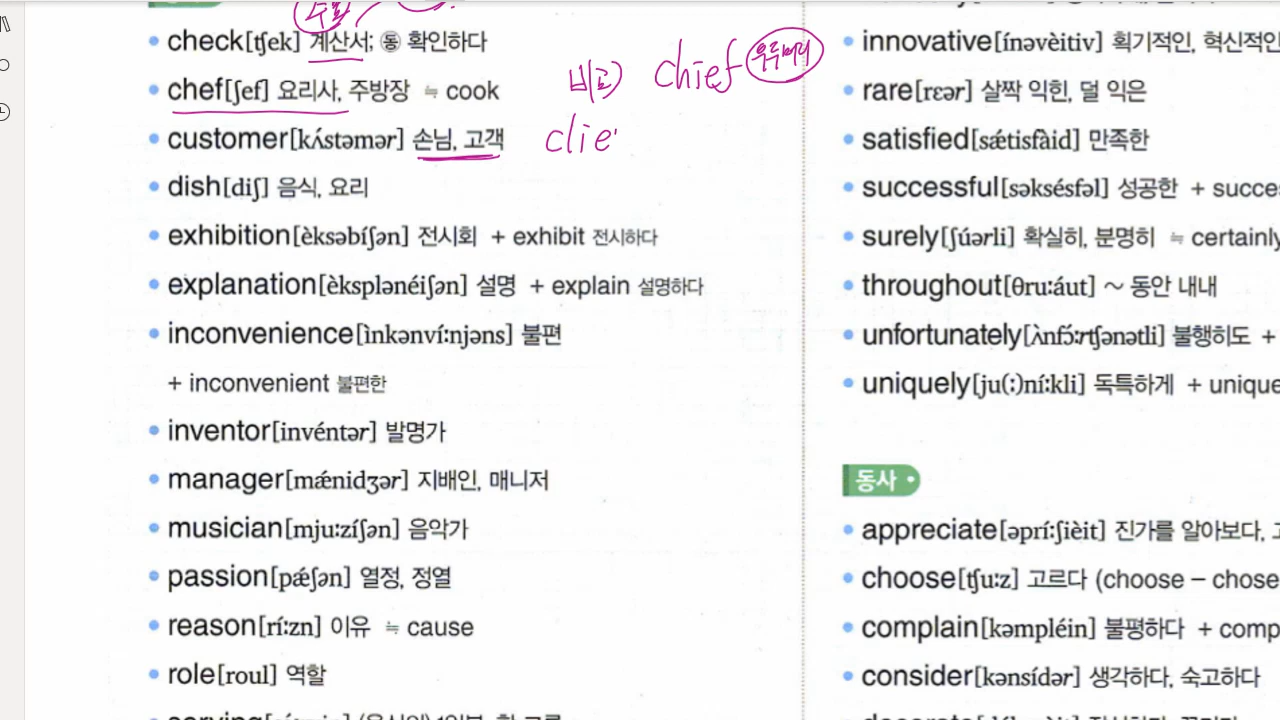 수표
check[tʃek] 계산서; 동 확인하다
chef[ʃef] 요리사, 주방장 ≒ cook
비교) chief 우두머리
customer[kʌ́stəmər] 손님, 고객
clie
dish[diʃ] 음식, 요리
exhibition[èksəbíʃən] 전시회 + exhibit 전시하다
explanation[èksplənéiʃən] 설명 + explain 설명하다
inconvenience[ìnkənví:njəns] 불편
+ inconvenient 불편한
inventor[invéntər] 발명가
manager[mǽnidʒər] 지배인, 매니저
musician[mju:zíʃən] 음악가
passion[pǽʃən] 열정, 정열
reason[rí:zn] 이유 ≒ cause
role[roul] 역할
innovative[ínəvèitiv] 획기적인, 혁신적인
rare[rɛər] 살짝 익힌, 덜 익은
satisfied[sǽtisfàid] 만족한
successful[səksésfəl] 성공한 + succe
surely[ʃúərli] 확실히, 분명히 ≒ certainly
throughout[θru:áut] ～ 동안 내내
unfortunately[ʌ̀nfɔ́:rtʃənətli] 불행히도 +
uniquely[ju(:)ní:kli] 독특하게 + unique
동사
appreciate[əprí:ʃièit] 진가를 알아보다,
choose[tʃu:z] 고르다 (choose – chose
complain[kəmpléin] 불평하다 + comp
consider[kənsídər] 생각하다, 숙고하다